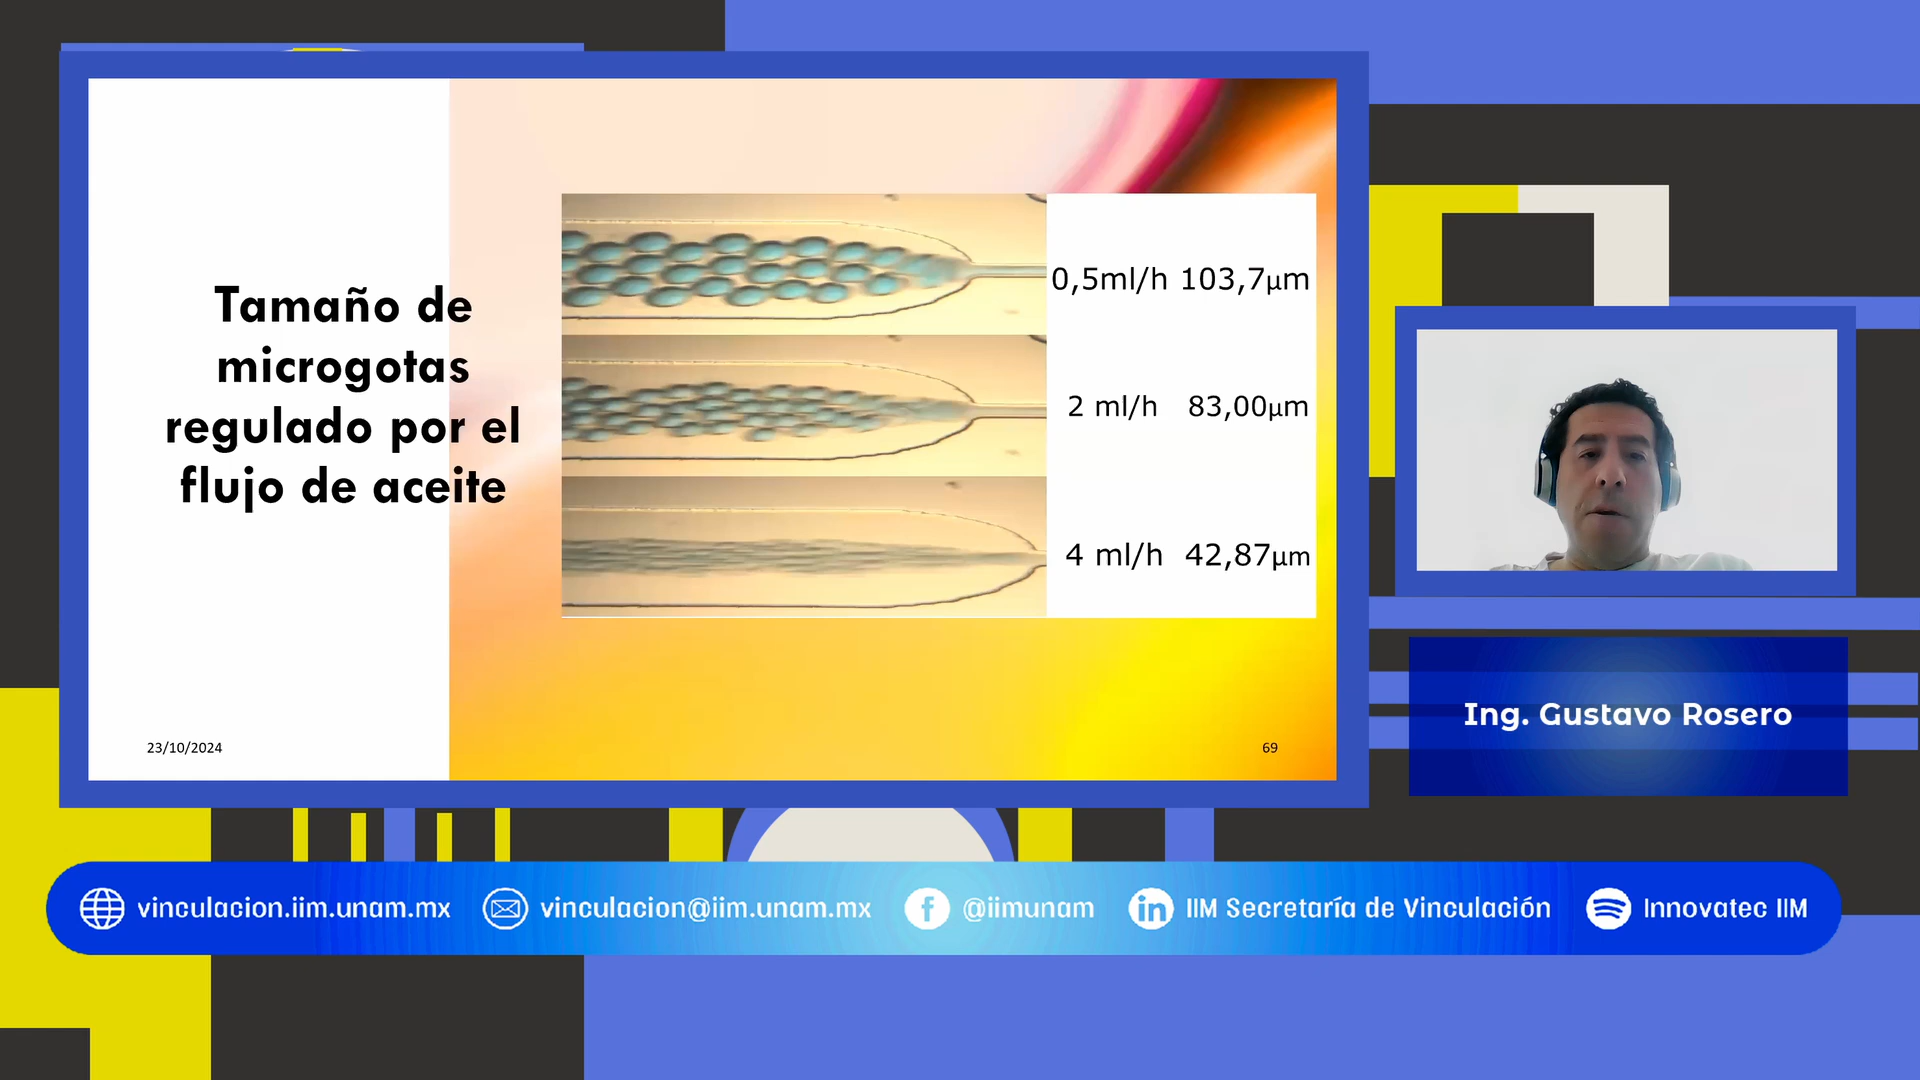 Tamaño de
microgotas
regulado por el
flujo de aceite
0,5ml/h 103,7µm
2 ml/h 83,00µm
4 ml/h 42,87µm
23/10/2024
69
Ing. Gustavo Rosero
vinculacion.iim.unam.mx
vinculacion@iim.unam.mx
@iimunam
in IIM Secretaría de Vinculación
Innovatec IIM